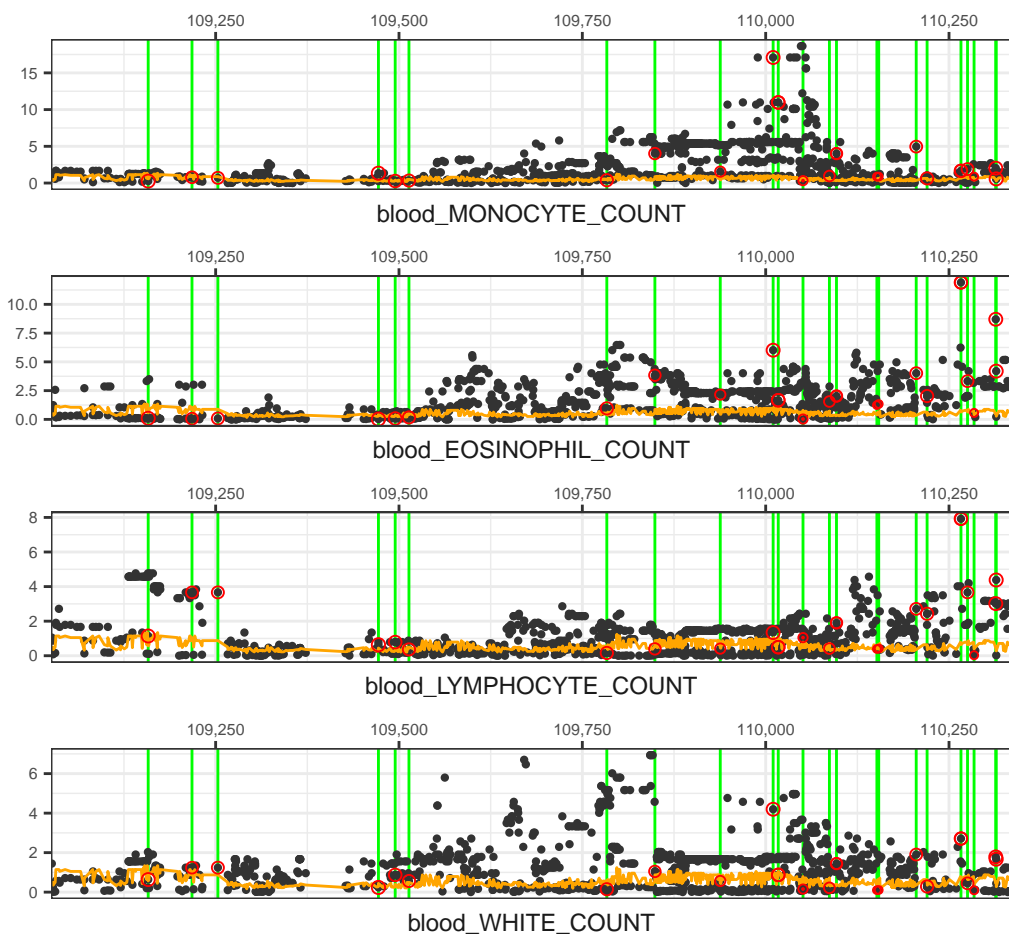 109,250 109,500 109,750 110,000 110,250
15
10
5
0
blood_MONOCYTE_COUNT
109,250 109,500 109,750 110,000 110,250
10.0
7.5
5.0
2.5
0.0
blood_EOSINOPHIL_COUNT
109,250 109,500 109,750 110,000 110,250
8
6
4
2
0
blood_LYMPHOCYTE_COUNT
109,250 109,500 109,750 110,000 110,250
6
4
2
0
blood_WHITE_COUNT